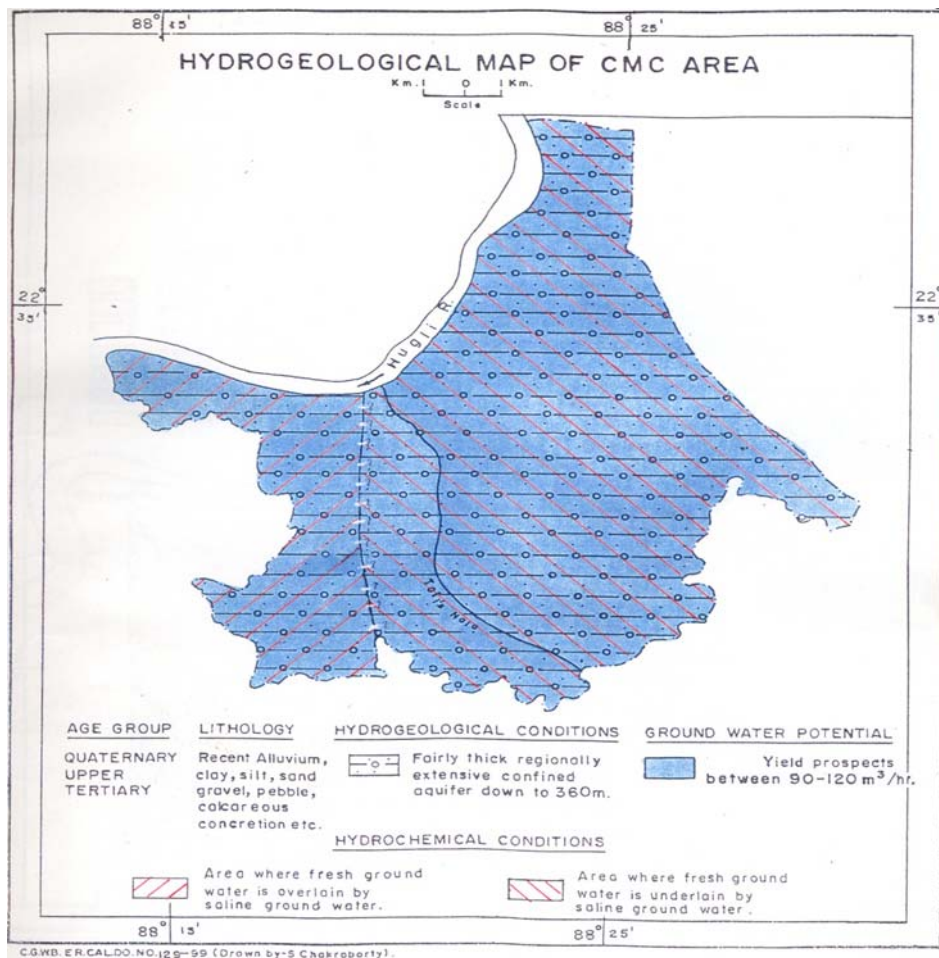 88° 15'
88° 25'
HYDROGEOLOGICAL MAP OF CMC AREA
Km. 1 0 1 Km.
Scale
22° 35'
22° 35'
Hugli R.
AGE GROUP
QUATERNARY
UPPER
TERTIARY
LITHOLOGY
Recent Alluvium,
clay, silt, sand
gravel, pebble,
calcareous
concretion etc.
HYDROGEOLOGICAL CONDITIONS
Fairly thick regionally
extensive confined
aquifer down to 360m.
GROUND WATER POTENTIAL
Yield prospects
between 90-120 m³/hr.
HYDROCHEMICAL CONDITIONS
Area where fresh ground
water is overlain by
saline ground water.
Area where fresh ground
water is underlain by
saline ground water.
88° 15'
88° 25'
C.G.W.B. E.R. CAL. DO. NO. 129-99 (Drawn by-S Chakraborty).